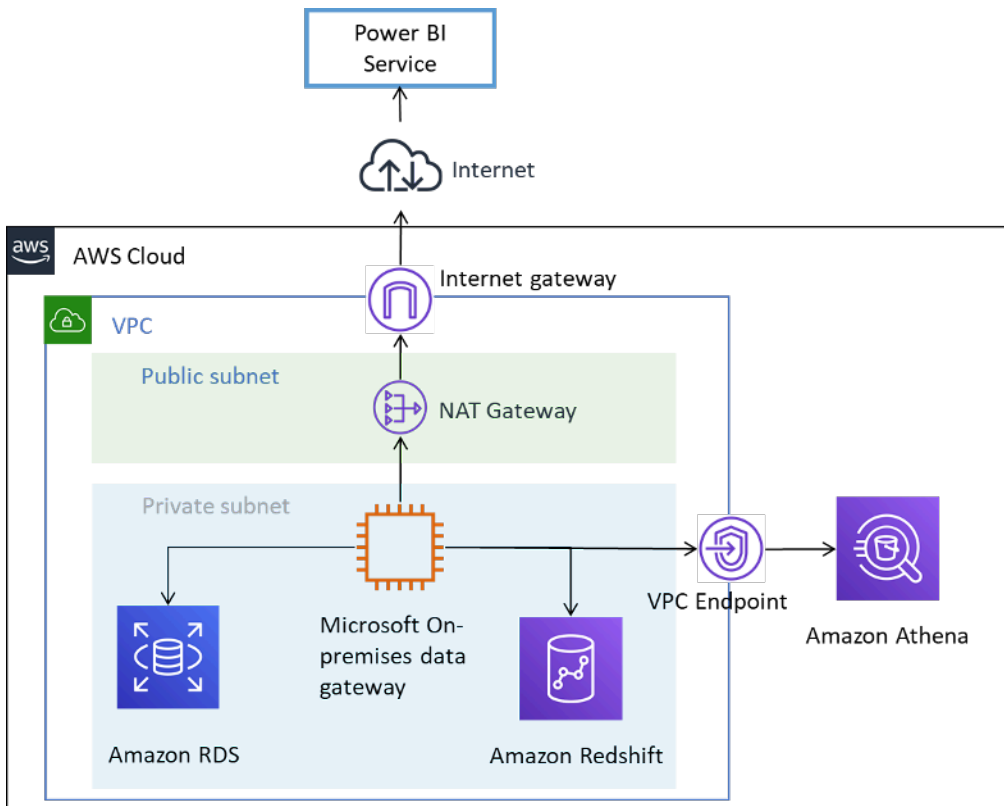 Power BI
Service
Internet
aws
AWS Cloud
Internet gateway
VPC
Public subnet
NAT Gateway
Private subnet
VPC Endpoint
Microsoft On-
premises data
gateway
Amazon Athena
Amazon RDS
Amazon Redshift